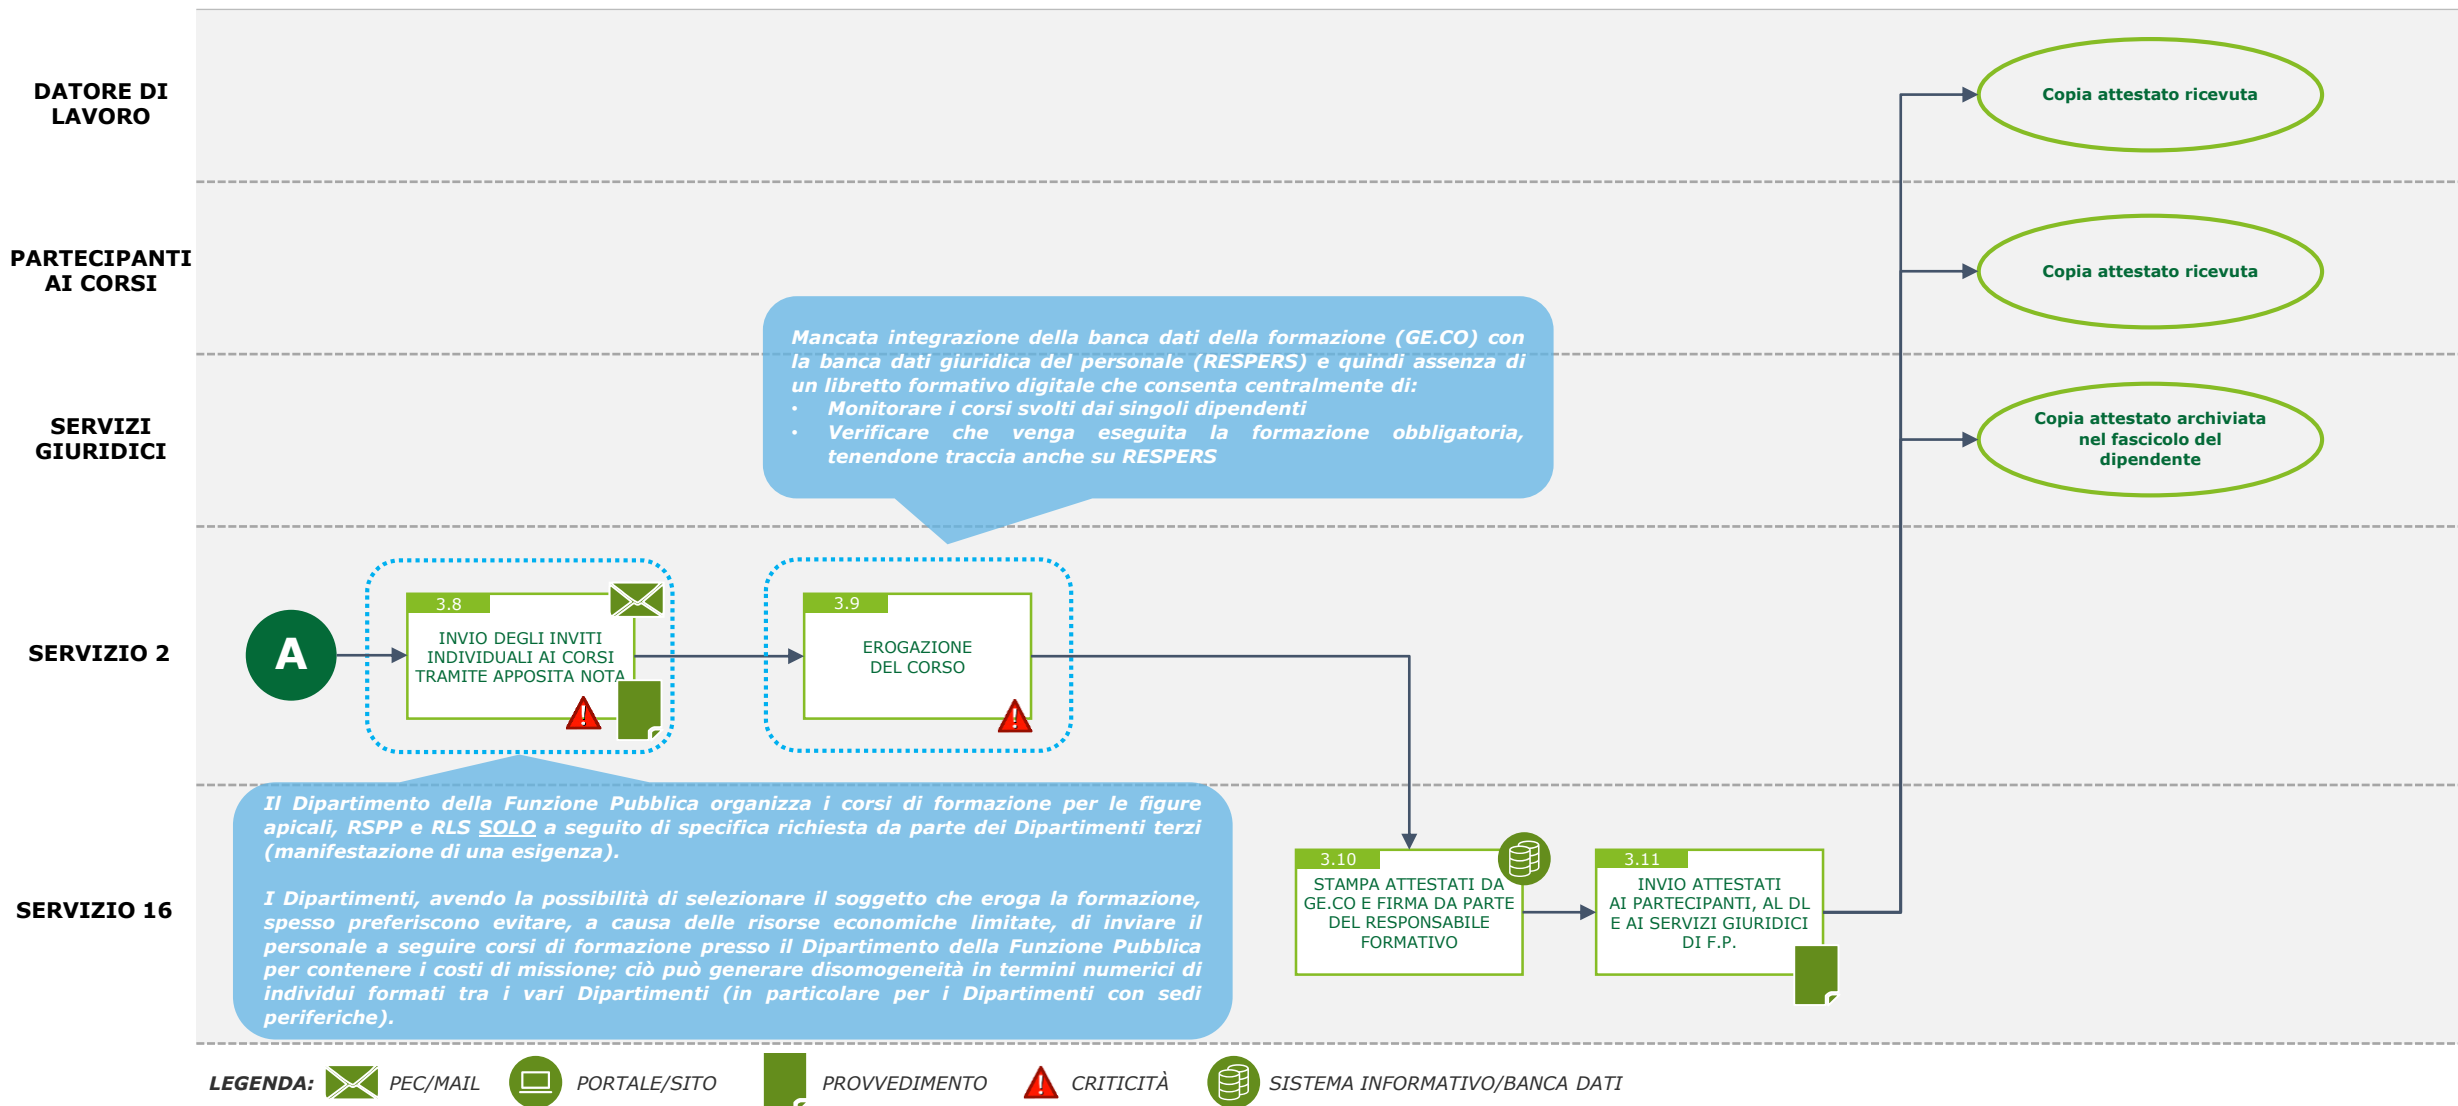 DATORE DI
LAVORO
Copia attestato ricevuta
PARTECIPANTI
AI CORSI
Copia attestato ricevuta
Mancata integrazione della banca dati della formazione (GE.CO) con
la banca dati giuridica del personale (RESPERS) e quindi assenza di
un libretto formativo digitale che consenta centralmente di:
• Monitorare i corsi svolti dai singoli dipendenti
• Verificare che venga eseguita la formazione obbligatoria,
tenendone traccia anche su RESPERS
SERVIZI
GIURIDICI
Copia attestato archiviata
nel fascicolo del
dipendente
SERVIZIO 2
A
3.8
INVIO DEGLI INVITI
INDIVIDUALI AI CORSI
TRAMITE APPOSITA NOTA
3.9
EROGAZIONE
DEL CORSO
Il Dipartimento della Funzione Pubblica organizza i corsi di formazione per le figure
apicali, RSPP e RLS SOLO a seguito di specifica richiesta da parte dei Dipartimenti terzi
(manifestazione di una esigenza).
I Dipartimenti, avendo la possibilità di selezionare il soggetto che eroga la formazione,
spesso preferiscono evitare, a causa delle risorse economiche limitate, di inviare il
personale a seguire corsi di formazione presso il Dipartimento della Funzione Pubblica
per contenere i costi di missione; ciò può generare disomogeneità in termini numerici di
individui formati tra i vari Dipartimenti (in particolare per i Dipartimenti con sedi
periferiche).
SERVIZIO 16
3.10
STAMPA ATTESTATI DA
GE.CO E FIRMA DA PARTE
DEL RESPONSABILE
FORMATIVO
3.11
INVIO ATTESTATI
AI PARTECIPANTI, AL DL
E AI SERVIZI GIURIDICI
DI F.P.
LEGENDA: PEC/MAIL PORTALE/SITO PROVVEDIMENTO CRITICITÀ SISTEMA INFORMATIVO/BANCA DATI